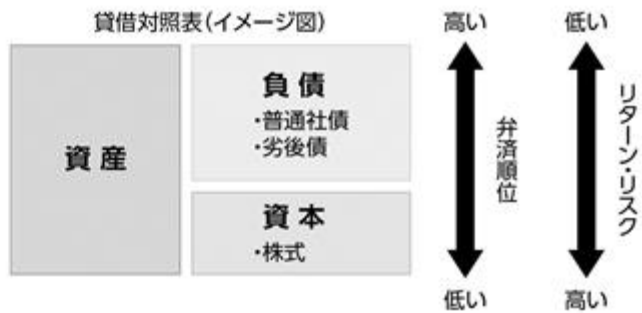 貸借対照表（イメージ図）
資産
負債
・普通社債
・劣後債
資本
・株式
高い
弁済順位
低い
低い
リターン・リスク
高い